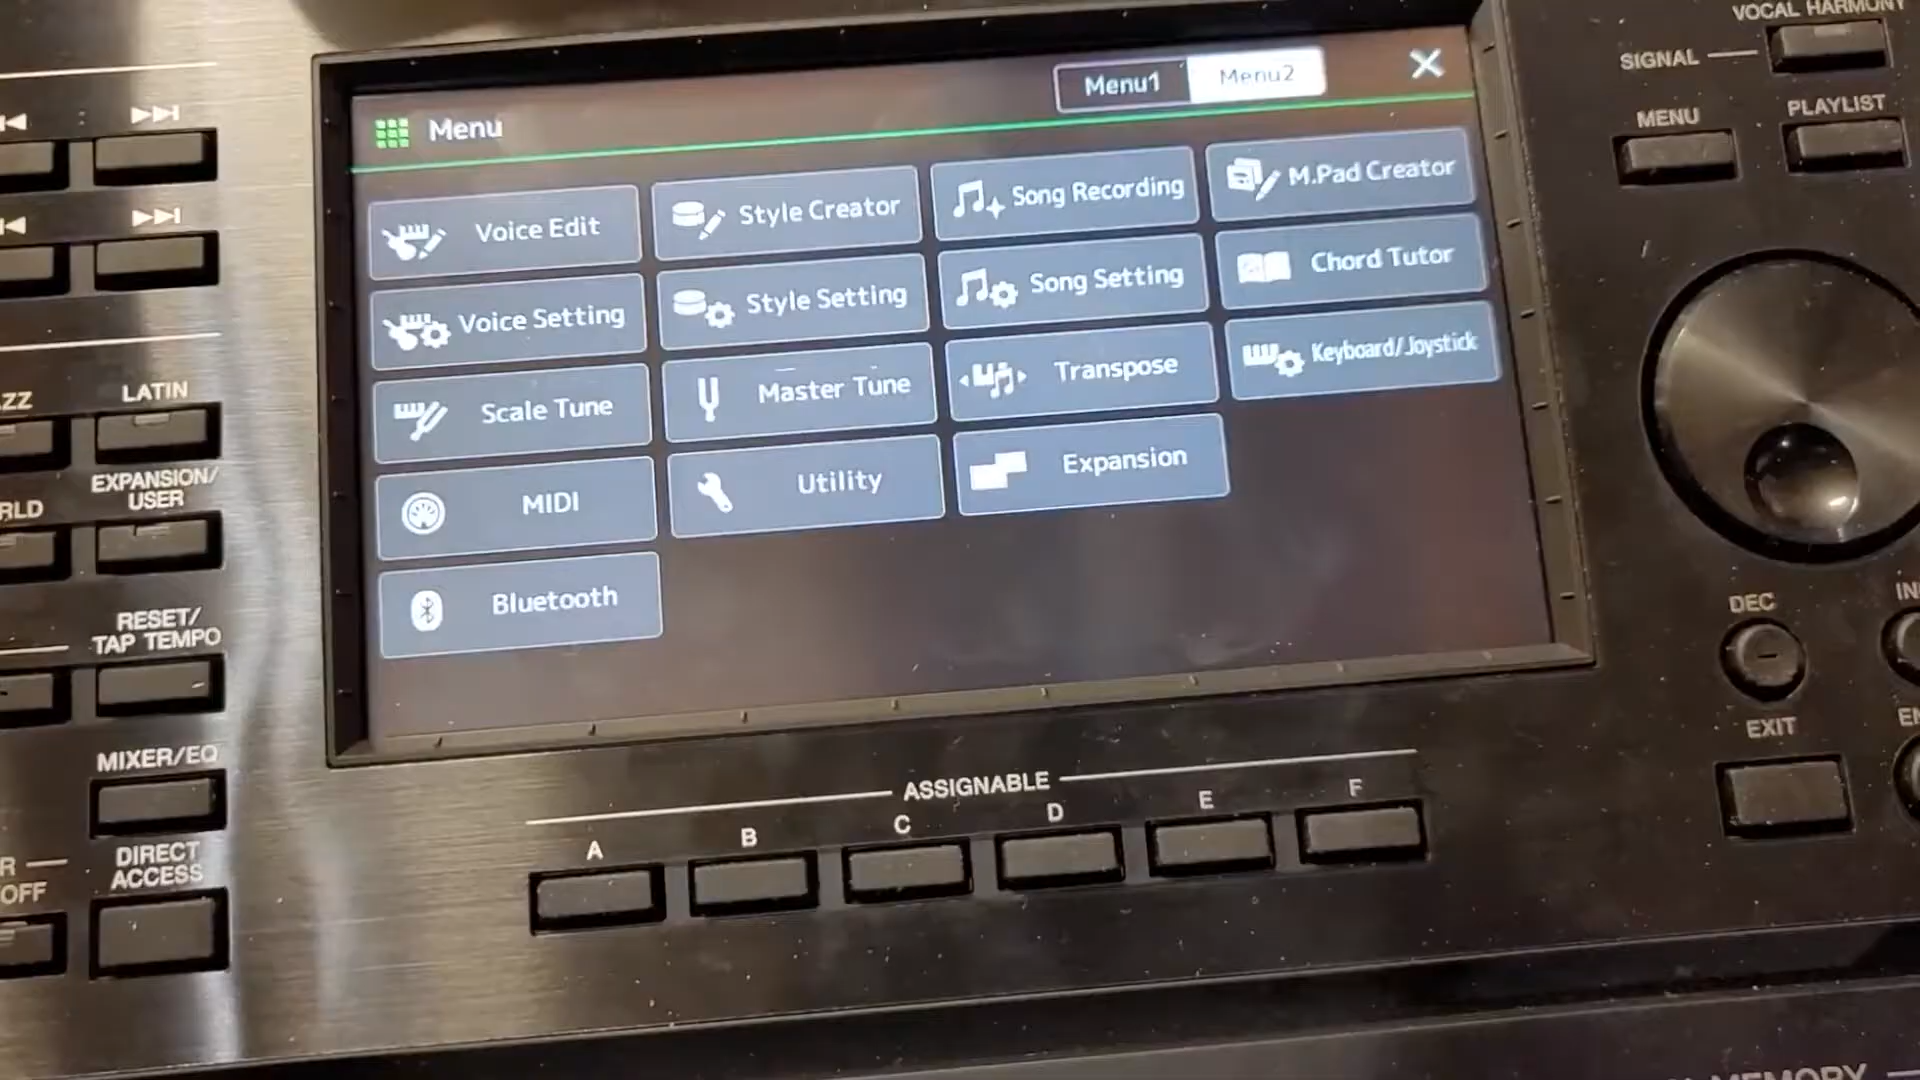 VOCAL HARMONY
SIGNAL
MENU
PLAYLIST
Menu1
Menu2
Menu
Voice Edit
Style Creator
Song Recording
M.Pad Creator
Voice Setting
Style Setting
Song Setting
Chord Tutor
Scale Tune
Master Tune
Transpose
Keyboard/Joystick
MIDI
Utility
Expansion
Bluetooth
LATIN
EXPANSION/
USER
RESET/
TAP TEMPO
MIXER/EQ
DIRECT
ACCESS
OFF
DEC
EXIT
ASSIGNABLE
A
B
C
D
E
F
MEMORY